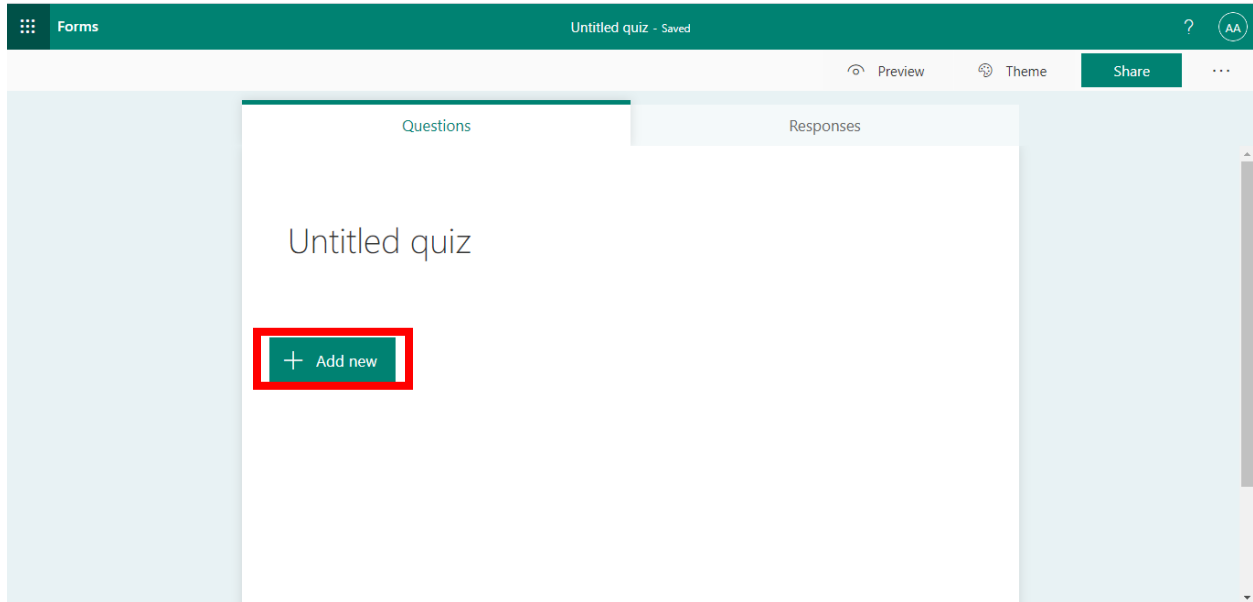 Forms
Untitled quiz - Saved
?
AA
Preview
Theme
Share
...
Questions
Responses
Untitled quiz
+ Add new